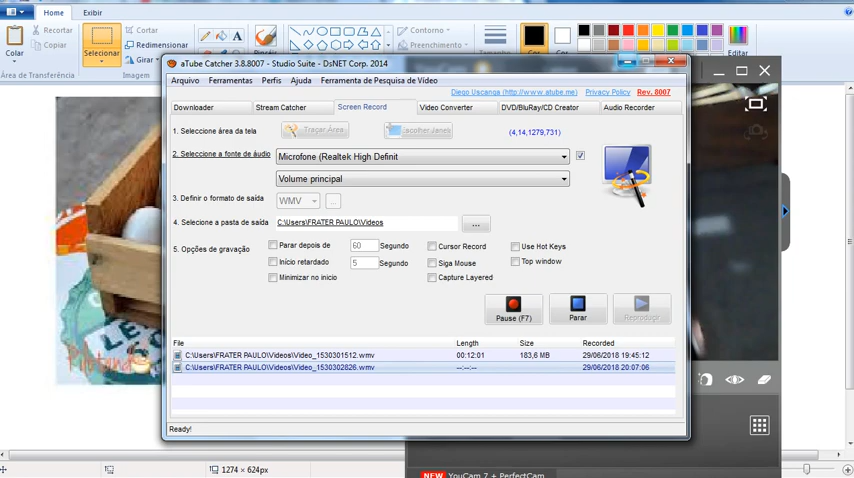 Home Exibir
Colar
Recortar
Copiar
Área de Transferência
Selecionar
Cortar
Redimensionar
Girar
Imagem
Contorno
Preenchimento
Tamanho
Cor
Cor
Editar
aTube Catcher 3.8.8007 - Studio Suite - DsNET Corp. 2014
Arquivo Ferramentas Perfis Ajuda Ferramenta de Pesquisa de Vídeo
Diego Uscanga (http://www.atube.me) Privacy Policy Rev. 8007
Downloader Stream Catcher Screen Record Video Converter DVD/BluRay/CD Creator Audio Recorder
1. Seleccione área da tela Traçar Área Escolher Janela (4,14,1279,731)
2. Seleccione a fonte de áudio Microfone (Realtek High Definit
Volume principal
3. Definir o formato de saída WMV ...
4. Selecione a pasta de saída C:\Users\FRATER PAULO\Videos ...
5. Opções de gravação
Parar depois de 60 Segundo Cursor Record Use Hot Keys
Início retardado 5 Segundo Siga Mouse Top window
Minimizar no inicio Capture Layered
Pause (F7) Parar Reproduzir
File Length Size Recorded
C:\Users\FRATER PAULO\Videos\Video_1530301512.wmv 00:12:01 183,6 MB 29/06/2018 19:45:12
C:\Users\FRATER PAULO\Videos\Video_1530302826.wmv --:--:-- 29/06/2018 20:07:06
Ready!
1274 × 624px
NEW YouCam 7 + PerfectCam